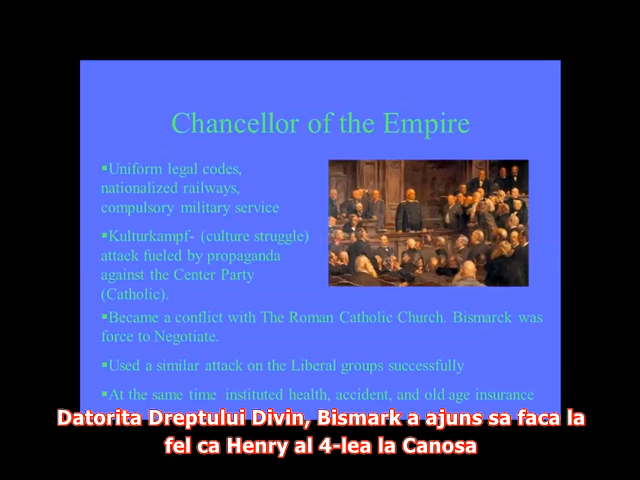 Chancellor of the Empire
▪Uniform legal codes,
nationalized railways,
compulsory military service
▪Kulturkampf- (culture struggle)
attack fueled by propaganda
against the Center Party
(Catholic).
▪Became a conflict with The Roman Catholic Church. Bismarck was
force to Negotiate.
▪Used a similar attack on the Liberal groups successfully
▪At the same time instituted health, accident, and old age insurance
Datorita Dreptului Divin, Bismark a ajuns sa faca la
fel ca Henry al 4-lea la Canosa